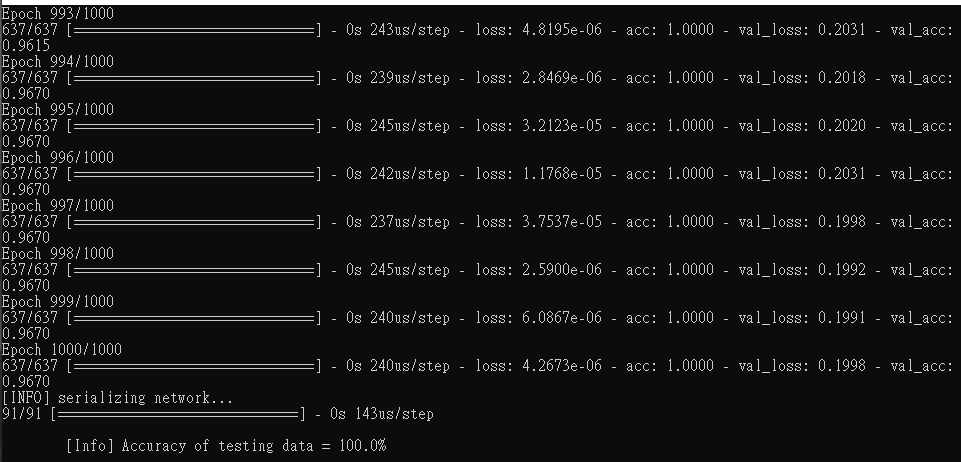 Epoch 993/1000
637/637 [==============================] - 0s 243us/step - loss: 4.8195e-06 - acc: 1.0000 - val_loss: 0.2031 - val_acc:
0.9615
Epoch 994/1000
637/637 [==============================] - 0s 239us/step - loss: 2.8469e-06 - acc: 1.0000 - val_loss: 0.2018 - val_acc:
0.9670
Epoch 995/1000
637/637 [==============================] - 0s 245us/step - loss: 3.2123e-05 - acc: 1.0000 - val_loss: 0.2020 - val_acc:
0.9670
Epoch 996/1000
637/637 [==============================] - 0s 242us/step - loss: 1.1768e-05 - acc: 1.0000 - val_loss: 0.2031 - val_acc:
0.9670
Epoch 997/1000
637/637 [==============================] - 0s 237us/step - loss: 3.7537e-05 - acc: 1.0000 - val_loss: 0.1998 - val_acc:
0.9670
Epoch 998/1000
637/637 [==============================] - 0s 245us/step - loss: 2.5900e-06 - acc: 1.0000 - val_loss: 0.1992 - val_acc:
0.9670
Epoch 999/1000
637/637 [==============================] - 0s 240us/step - loss: 6.0867e-06 - acc: 1.0000 - val_loss: 0.1991 - val_acc:
0.9670
Epoch 1000/1000
637/637 [==============================] - 0s 240us/step - loss: 4.2673e-06 - acc: 1.0000 - val_loss: 0.1998 - val_acc:
0.9670
[INFO] serializing network...
91/91 [==============================] - 0s 143us/step
[Info] Accuracy of testing data = 100.0%